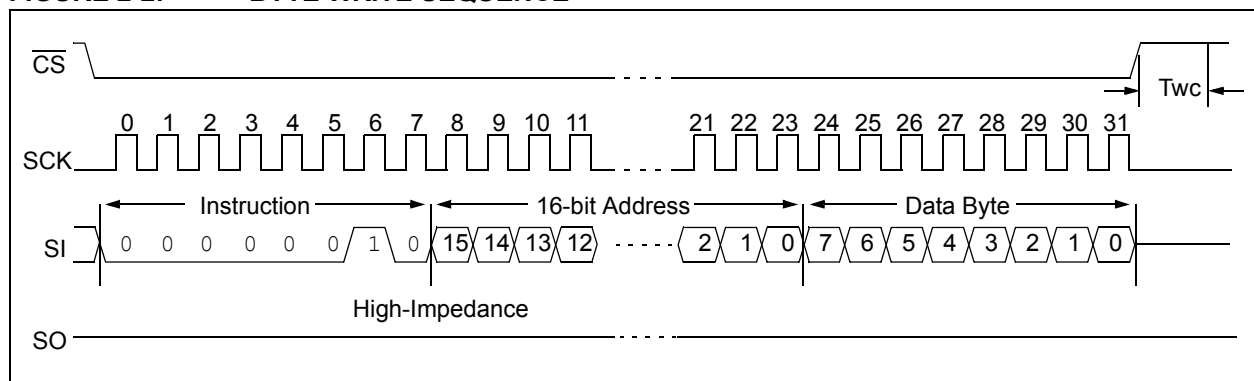 FIGURE 2-2: BYTE WRITE SEQUENCE
CS
Twc
0 1 2 3 4 5 6 7 8 9 10 11 21 22 23 24 25 26 27 28 29 30 31
SCK
Instruction 16-bit Address Data Byte
SI 0 0 0 0 0 0 1 0 15 14 13 12 2 1 0 7 6 5 4 3 2 1 0
High-Impedance
SO